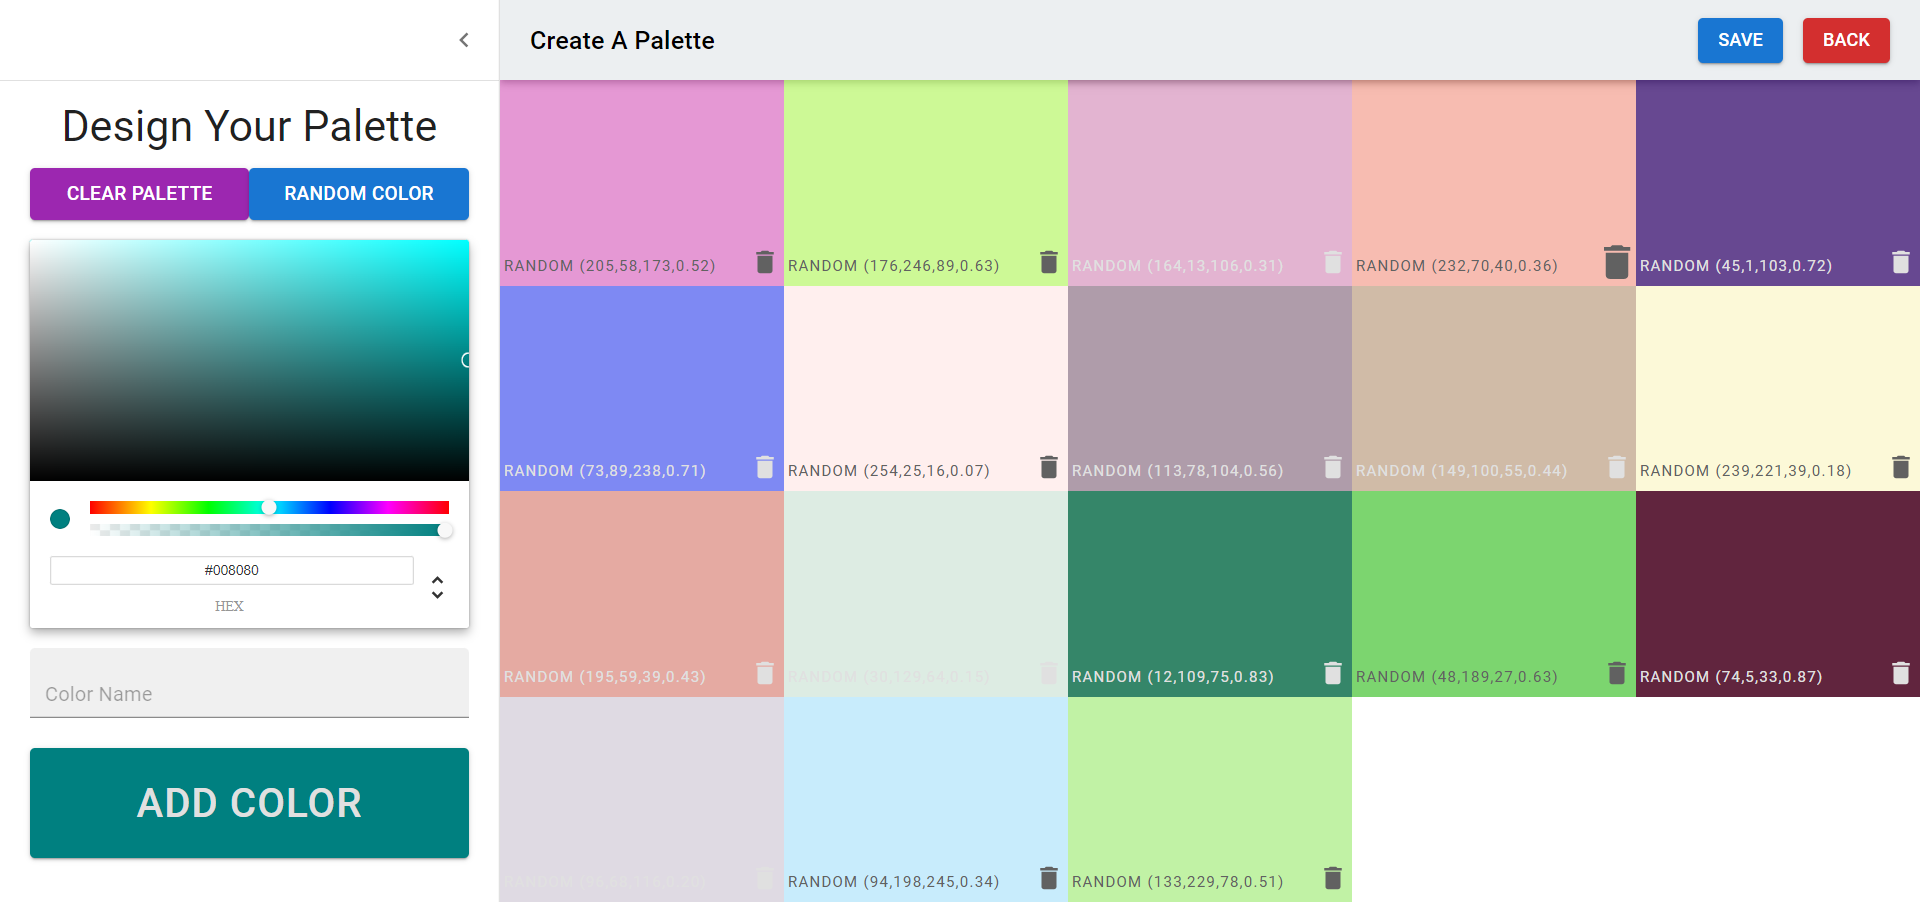 Create A Palette
SAVE
BACK
Design Your Palette
CLEAR PALETTE
RANDOM COLOR
#008080
HEX
Color Name
ADD COLOR
RANDOM (205,58,173,0.52)
RANDOM (176,246,89,0.63)
RANDOM (164,13,106,0.31)
RANDOM (232,70,40,0.36)
RANDOM (45,1,103,0.72)
RANDOM (73,89,238,0.71)
RANDOM (254,25,16,0.07)
RANDOM (113,78,104,0.56)
RANDOM (149,100,55,0.44)
RANDOM (239,221,39,0.18)
RANDOM (195,59,39,0.43)
RANDOM
RANDOM (12,109,75,0.83)
RANDOM (48,189,27,0.63)
RANDOM (74,5,33,0.87)
RANDOM
RANDOM (94,198,245,0.34)
RANDOM (133,229,78,0.51)